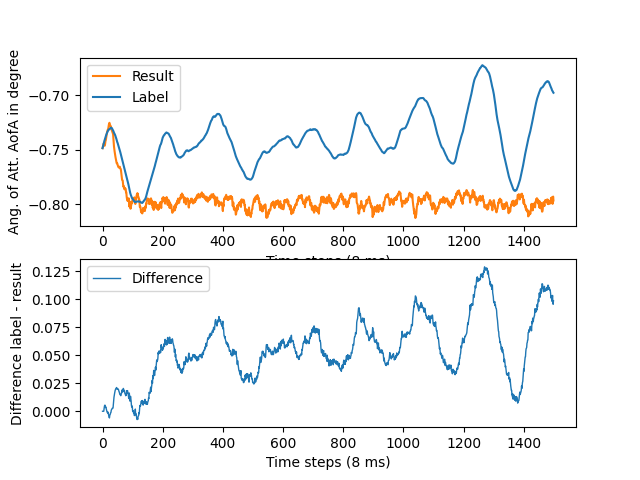 Ang. of Att. AofA in degree
−0.70
−0.75
−0.80
Result
Label
0 200 400 600 800 1000 1200 1400
Time steps (8 ms)
Difference label - result
0.125
0.100
0.075
0.050
0.025
0.000
Difference
0 200 400 600 800 1000 1200 1400
Time steps (8 ms)